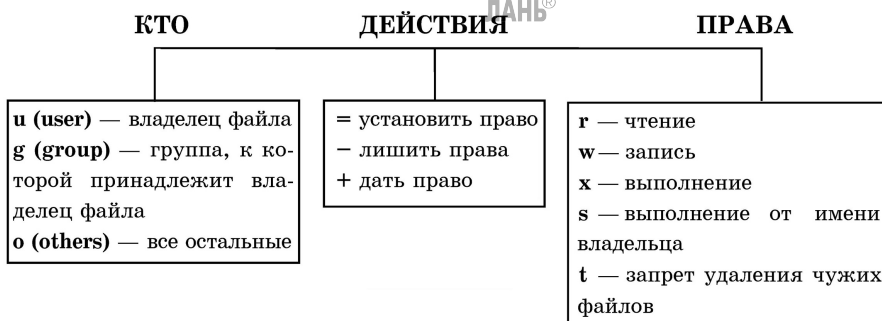 ЛАНЬ®
КТО ДЕЙСТВИЯ ПРАВА
u (user) — владелец файла
g (group) — группа, к ко-
торой принадлежит вла-
делец файла
o (others) — все остальные
= установить право
− лишить права
+ дать право
r — чтение
w — запись
x — выполнение
s — выполнение от имени
владельца
t — запрет удаления чужих
файлов